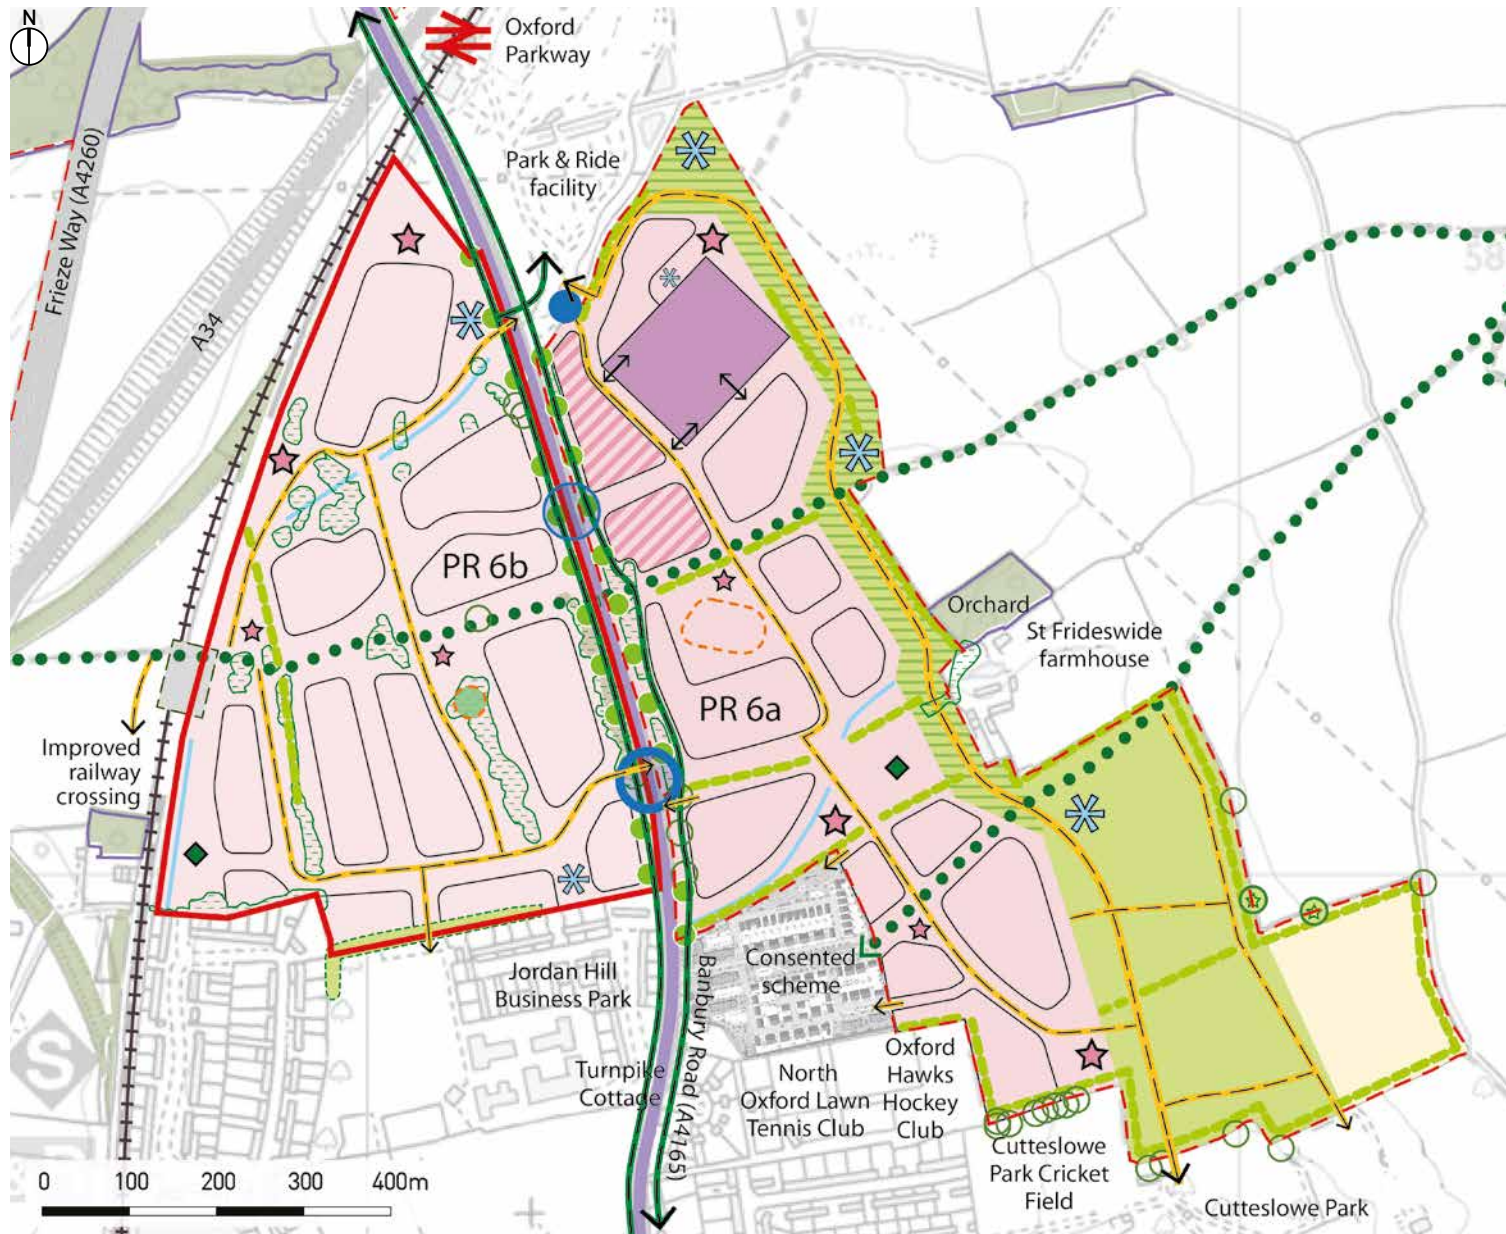 N
Oxford
Parkway
Frieze Way (A4260)
A34
Park & Ride
facility
58
PR 6b
Orchard
St Frideswide
farmhouse
PR 6a
Improved
railway
crossing
Consented
scheme
Jordan Hill
Business Park
Banbury Road (A4165)
S
Turnpike
Cottage
North
Oxford Lawn
Tennis Club
Oxford
Hawks
Hockey
Club
Cutteslowe
Park Cricket
Field
Cutteslowe Park
0 100 200 300 400m